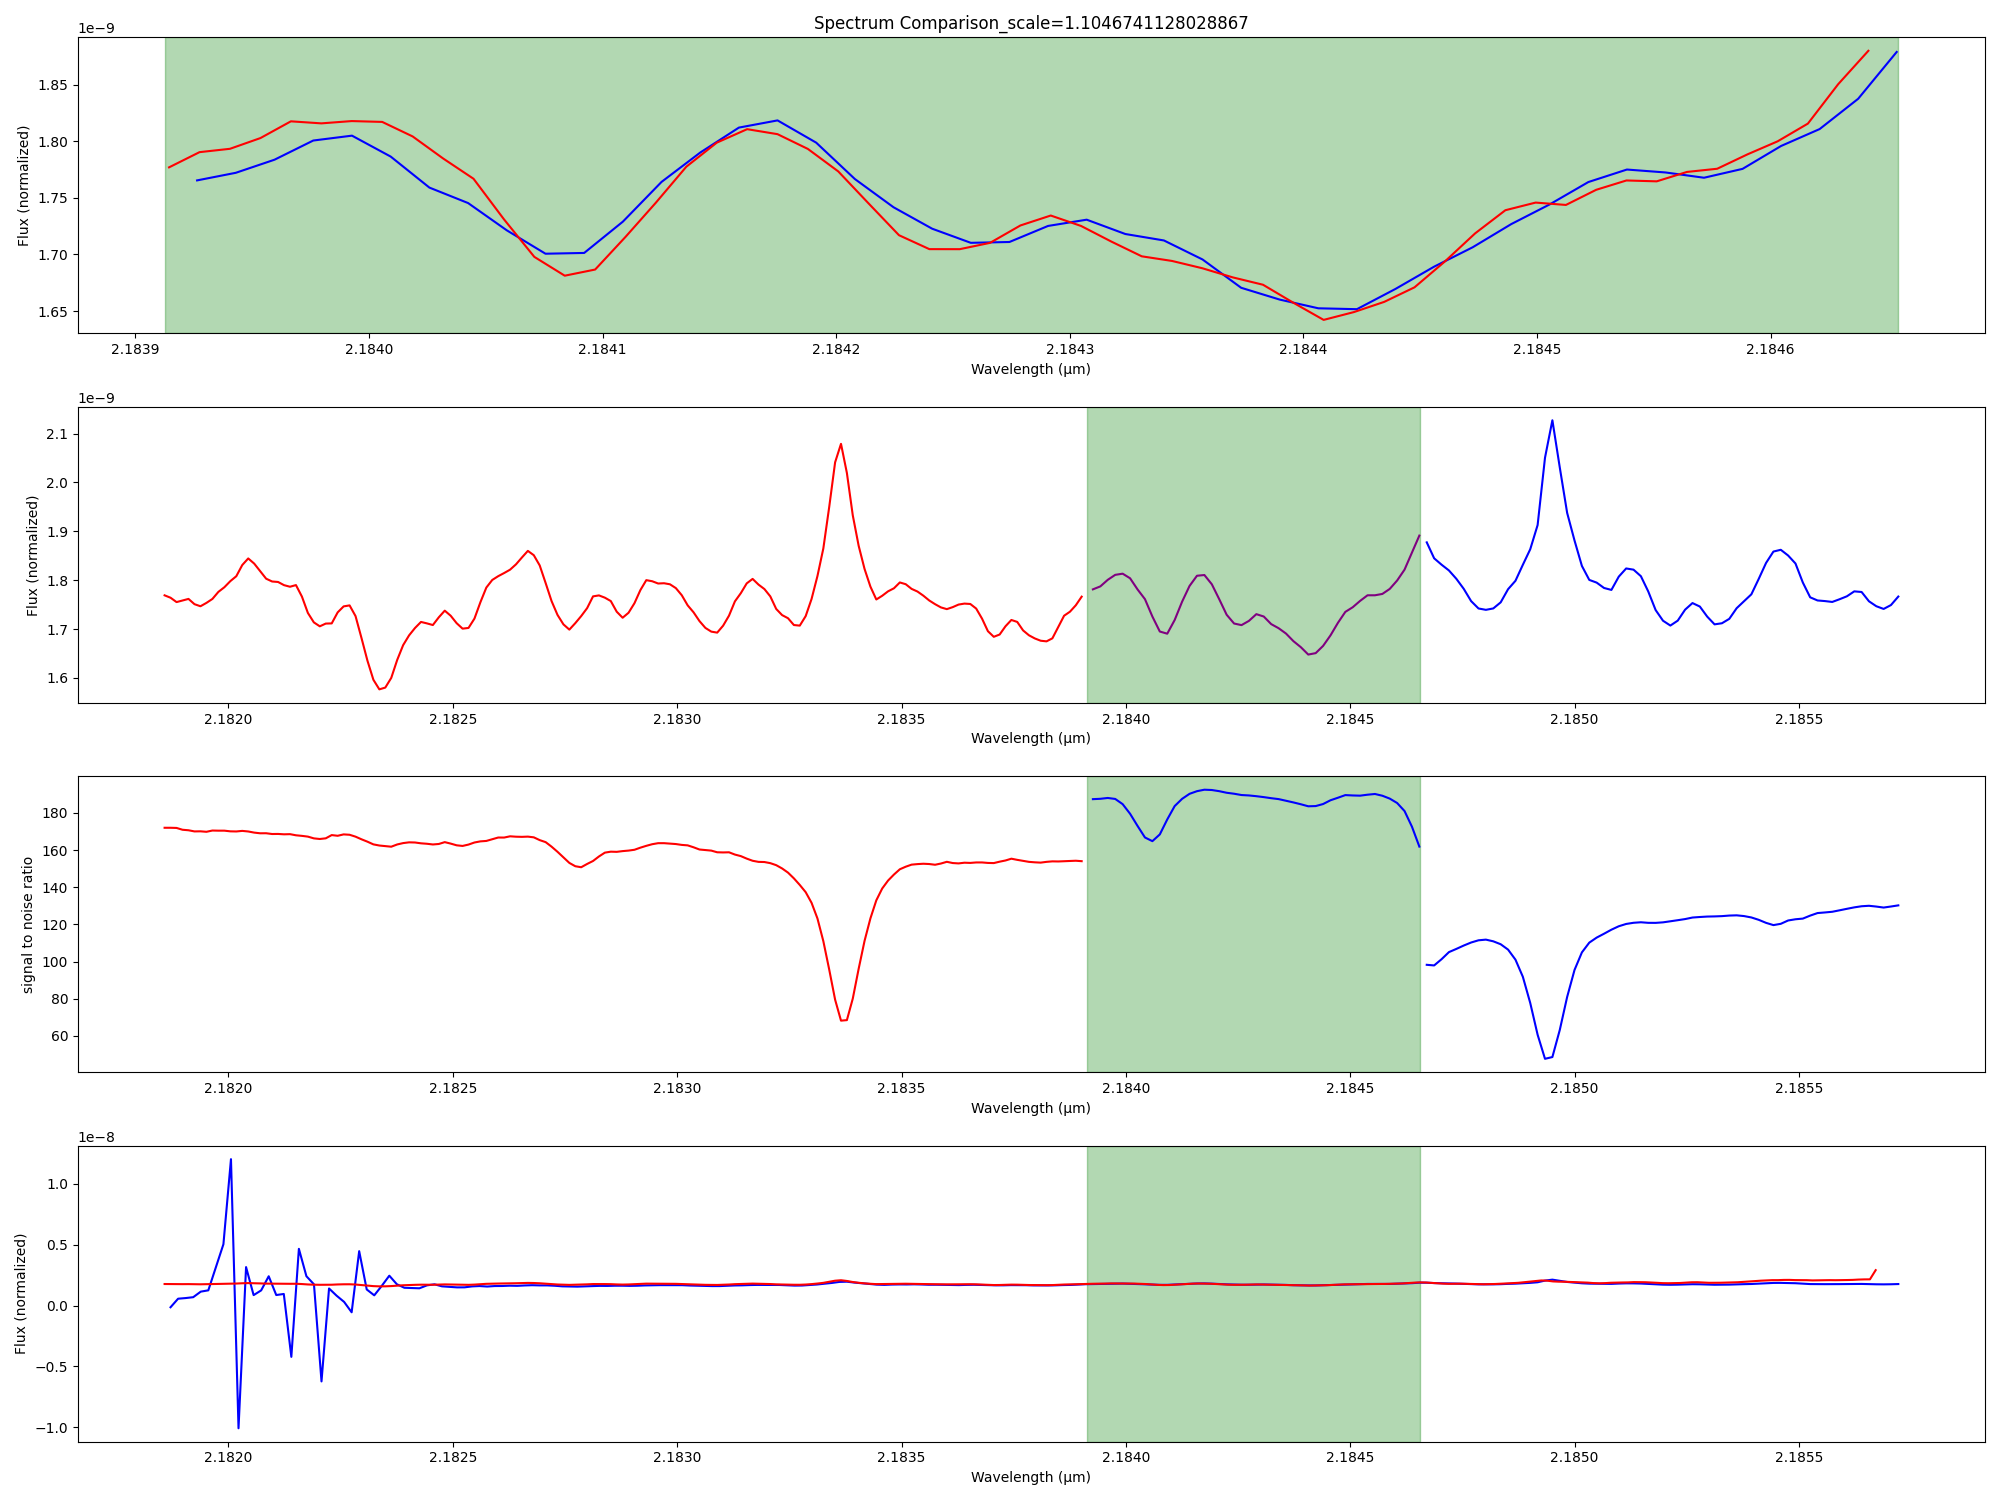 Spectrum Comparison_scale=1.1046741128028867
1e−9
1.85
1.80
1.75
1.70
1.65
Flux (normalized)
2.1839 2.1840 2.1841 2.1842 2.1843 2.1844 2.1845 2.1846
Wavelength (μm)
1e−9
2.1
2.0
1.9
1.8
1.7
1.6
Flux (normalized)
2.1820 2.1825 2.1830 2.1835 2.1840 2.1845 2.1850 2.1855
Wavelength (μm)
180
160
140
120
100
80
60
signal to noise ratio
2.1820 2.1825 2.1830 2.1835 2.1840 2.1845 2.1850 2.1855
Wavelength (μm)
1e−8
1.0
0.5
0.0
−0.5
−1.0
Flux (normalized)
2.1820 2.1825 2.1830 2.1835 2.1840 2.1845 2.1850 2.1855
Wavelength (μm)